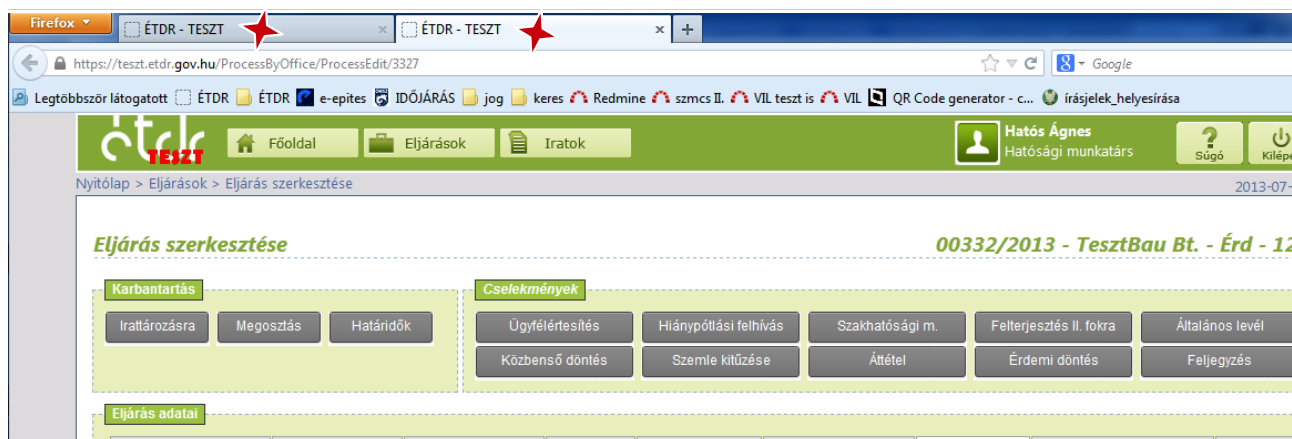 Firefox
ÉTDR - TESZT × ÉTDR - TESZT × +
https://teszt.etdr.gov.hu/ProcessByOffice/ProcessEdit/3327 Google
Legtöbbször látogatott ÉTDR ÉTDR e-epites IDŐJÁRÁS jog keres Redmine szmcs II. VIL teszt is VIL QR Code generator - c... írásjelek_helyesírása
étdr TESZT Főoldal Eljárások Iratok Hatós Ágnes
Hatósági munkatárs Súgó Kilépé
Nyitólap > Eljárások > Eljárás szerkesztése 2013-07-
Eljárás szerkesztése 00332/2013 - TesztBau Bt. - Érd - 12
Karbantartás Cselekmények
Irattározásra Megosztás Határidők Ügyfélértesítés Hiánypótlási felhívás Szakhatósági m. Felterjesztés II. fokra Általános levél
Közbenső döntés Szemle kitűzése Áttétel Érdemi döntés Feljegyzés
Eljárás adatai